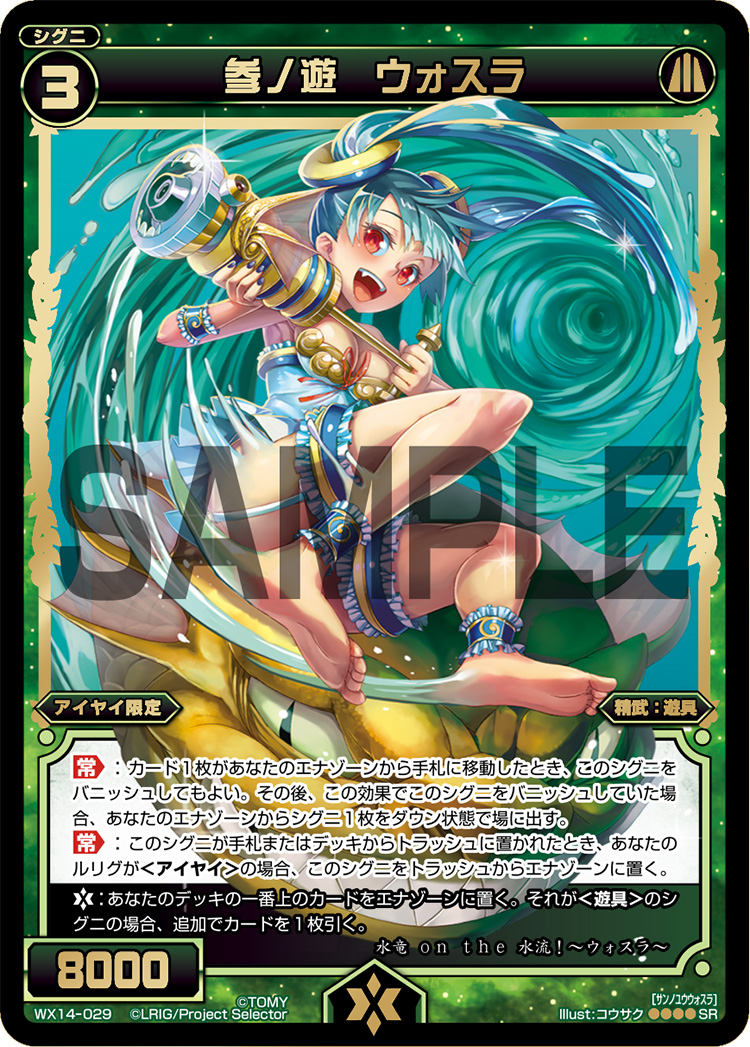 シグニ
3
参ノ遊 ウォスラ
SAMPLE
アイヤイ限定
精武：遊具
常：カード1枚があなたのエナゾーンから手札に移動したとき、このシグニを
バニッシュしてもよい。その後、この効果でこのシグニをバニッシュしていた場
合、あなたのエナゾーンからシグニ1枚をダウン状態で場に出す。
常：このシグニが手札またはデッキからトラッシュに置かれたとき、あなたの
ルリグが<アイヤイ>の場合、このシグニをトラッシュからエナゾーンに置く。
：あなたのデッキの一番上のカードをエナゾーンに置く。それが<遊具>のシ
グニの場合、追加でカードを1枚引く。
水竜 on the 水流！～ウォスラ～
8000
©TOMY
[サンノユウウォスラ]
WX14-029 ©LRIG/Project Selector
Illust:コウサク ●●●●SR